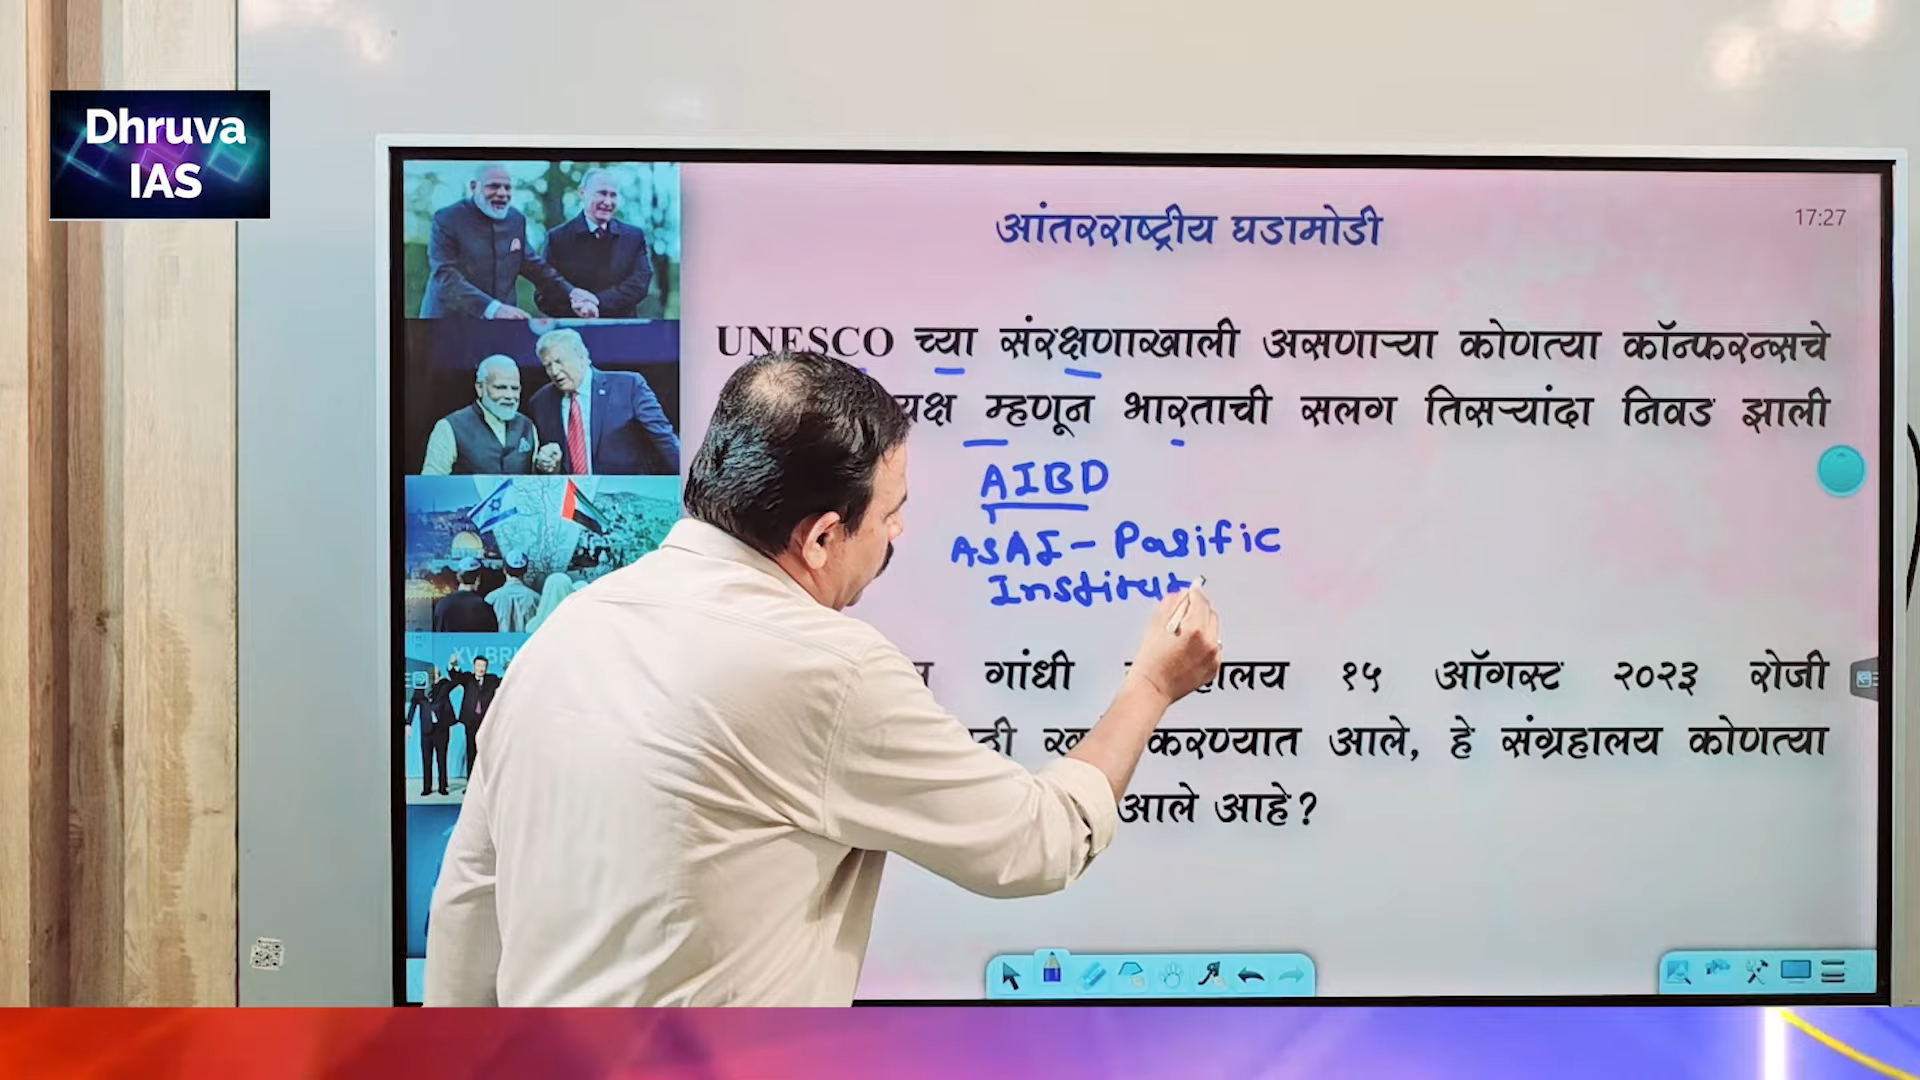 Dhruva
IAS
आंतरराष्ट्रीय घडामोडी
17:27
UNESCO च्या संरक्षणाखाली असणाऱ्या कोणत्या कॉन्फरन्सचे
म्हणून भारताची सलग तिसऱ्यांदा निवड झाली
AIBD
ASAI - Pasific
गांधी १५ ऑगस्ट २०२३ रोजी
करण्यात आले, हे संग्रहालय कोणत्या
आले आहे?